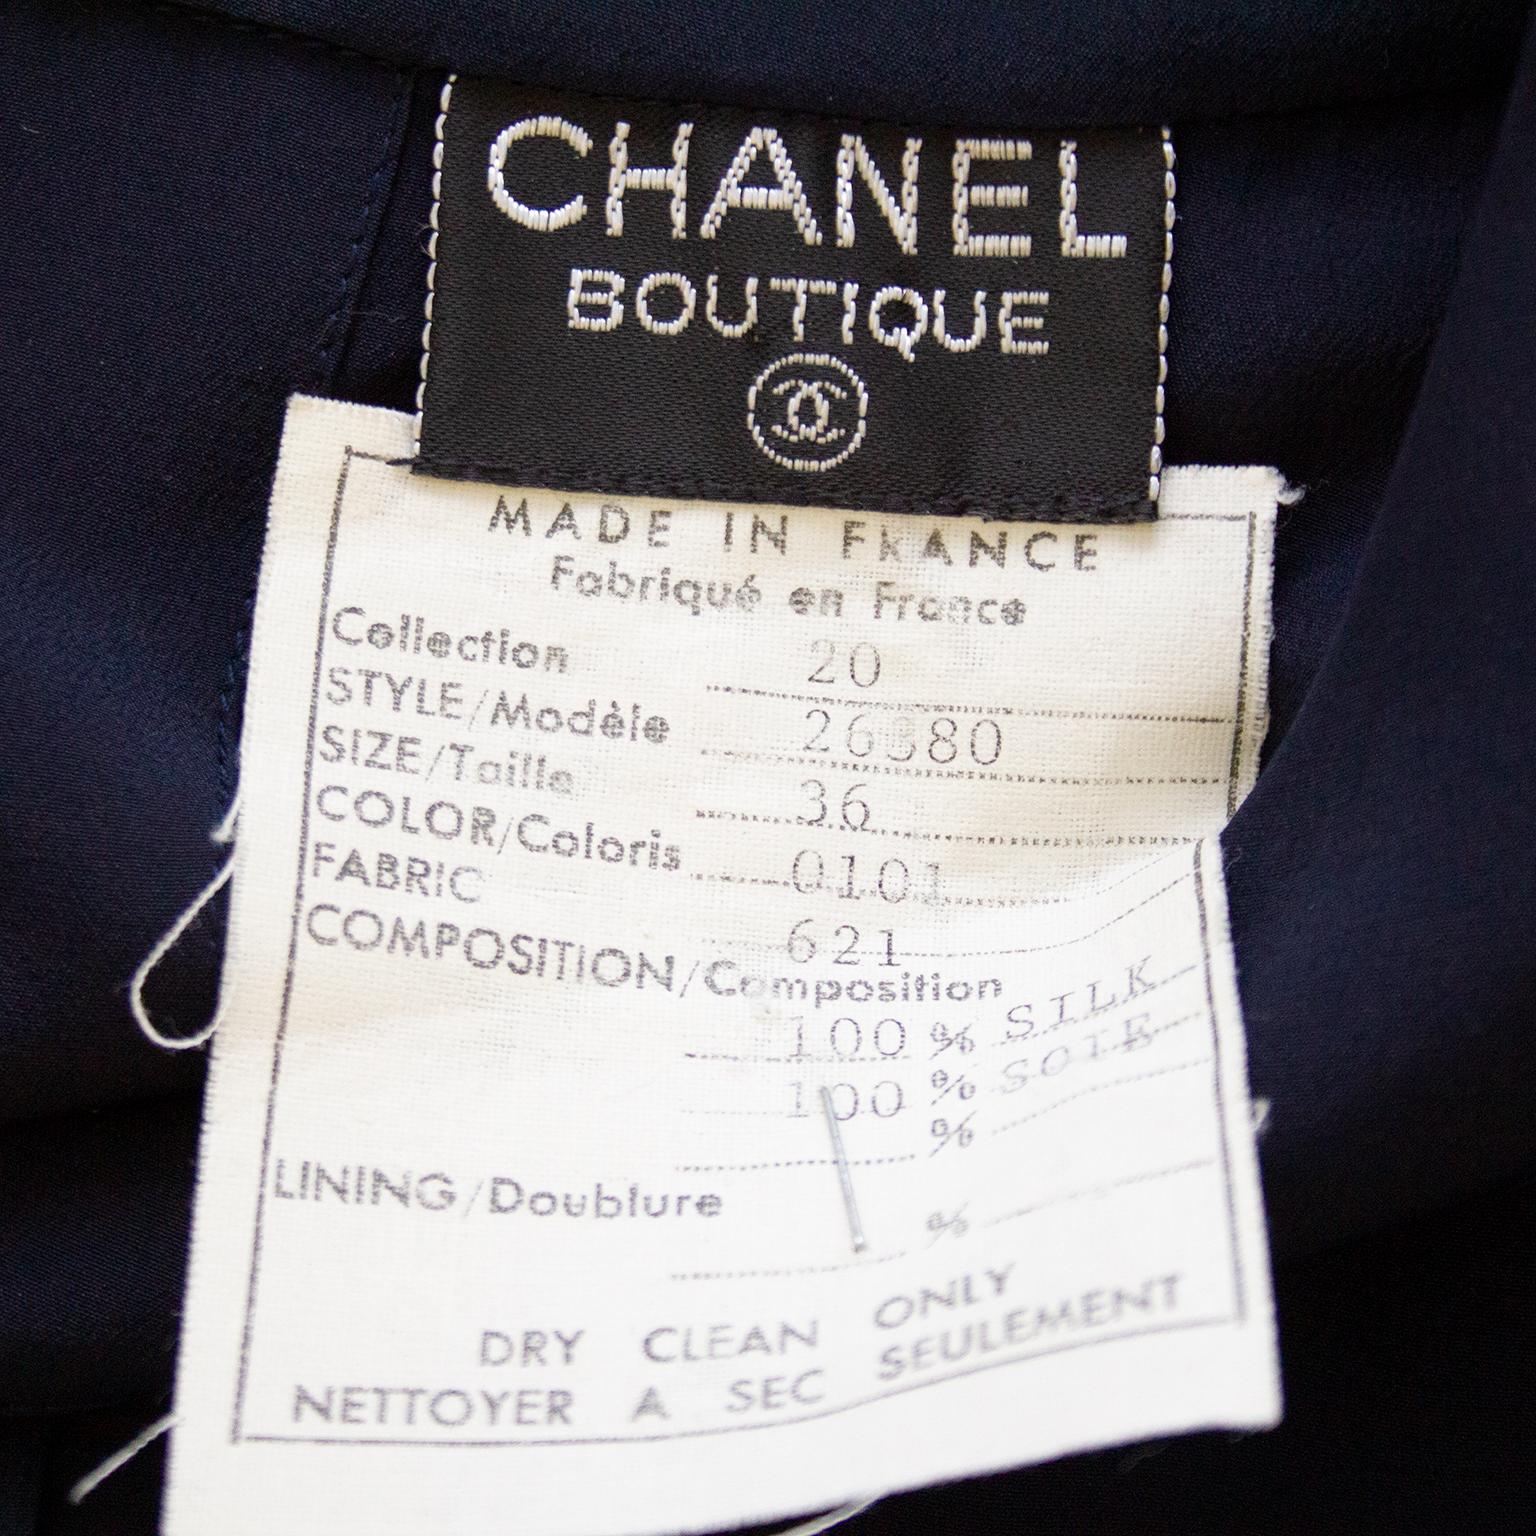 CHANEL
BOUTIQUE
MADE IN FRANCE
Fabriqué en France
Collection 20
STYLE/Modèle 26380
SIZE/Taille 36
COLOR/Coloris 0101
FABRIC 621
COMPOSITION/Composition
100 % SILK
100 % SOIE
%
LINING/Doublure
%
DRY CLEAN ONLY
NETTOYER A SEC SEULEMENT